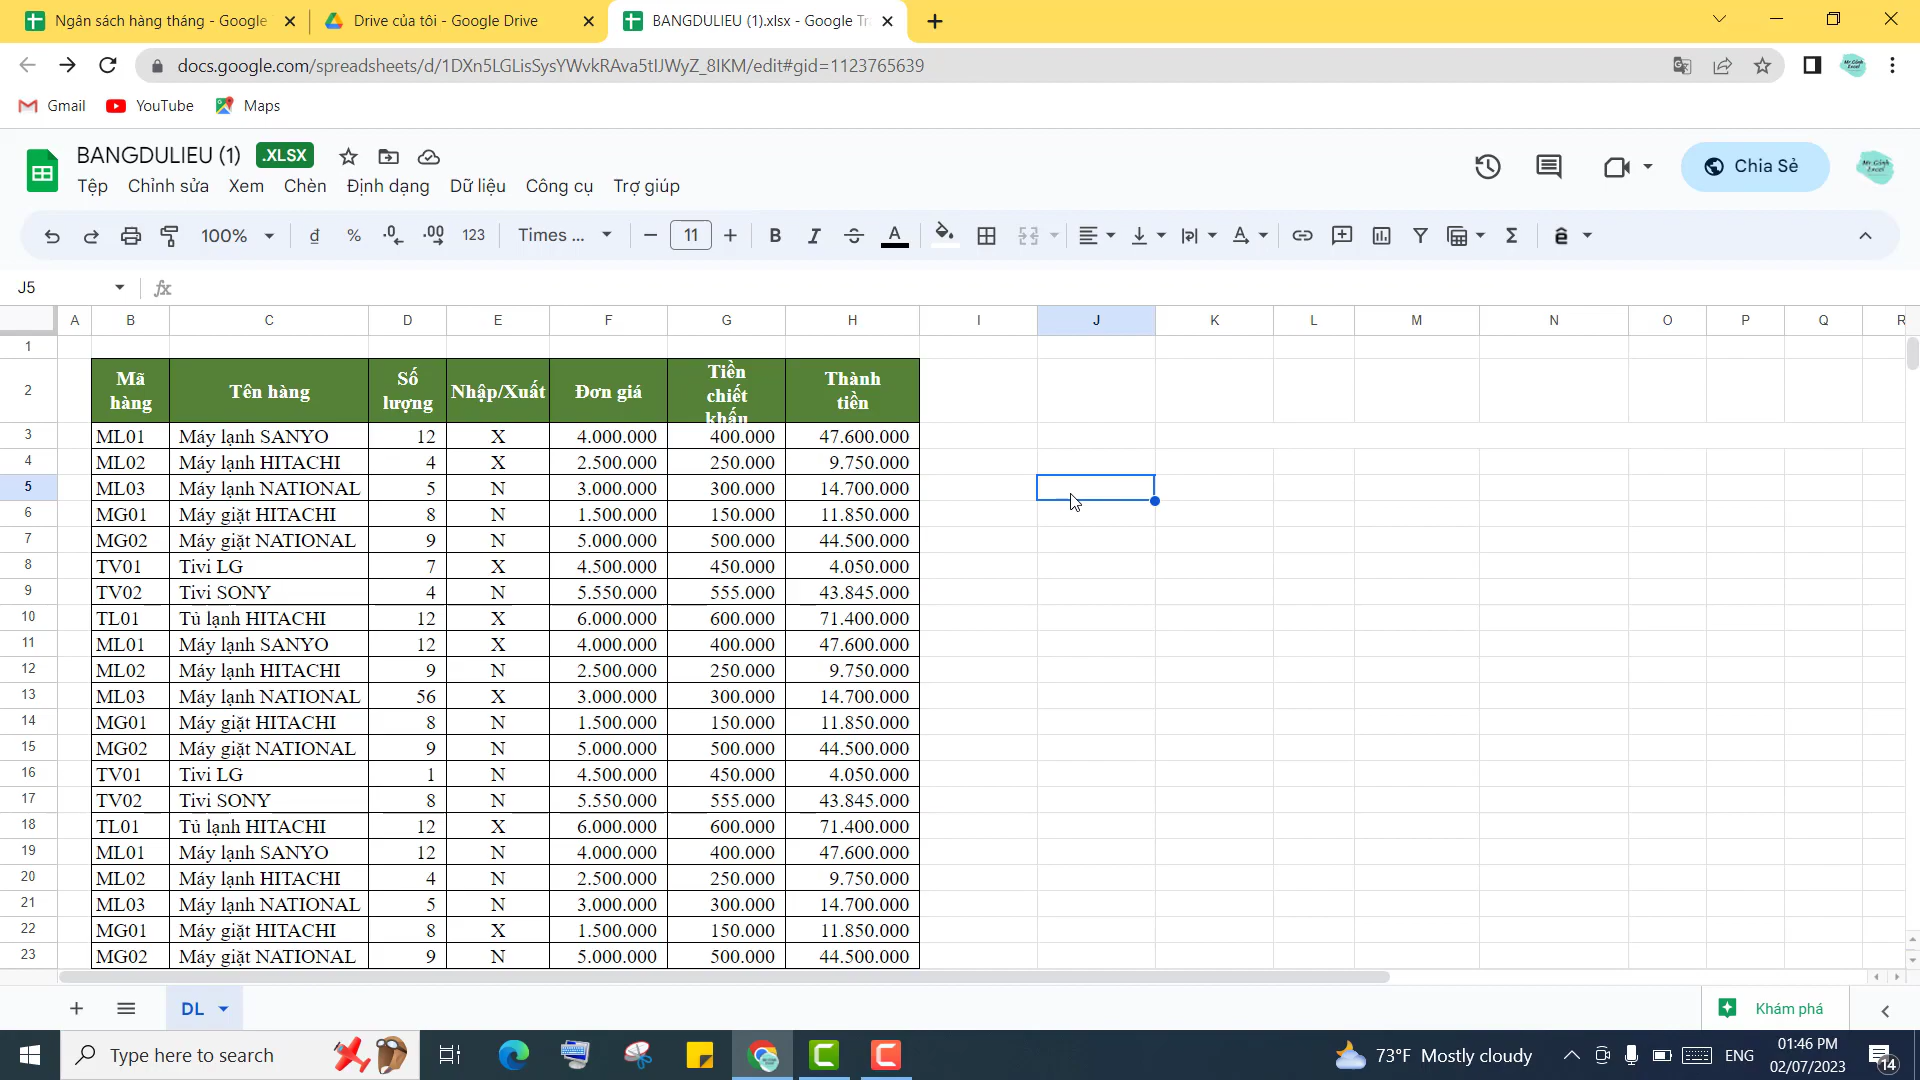 Ngân sách hàng tháng - Google
Drive của tôi - Google Drive
BANGDULIEU (1).xlsx - Google Tr
docs.google.com/spreadsheets/d/1DXn5LGLisSysYWvkRAva5tIJWyZ_8IKM/edit#gid=1123765639
Gmail YouTube Maps
BANGDULIEU (1) .XLSX
Tệp Chỉnh sửa Xem Chèn Định dạng Dữ liệu Công cụ Trợ giúp
Chia Sẻ
100% đ % .0 .00 123 Times ... 11 B I A Σ ê
J5 fx
A B C D E F G H I J K L M N O P Q R
1
2 Mã hàng Tên hàng Số lượng Nhập/Xuất Đơn giá Tiền chiết khấu Thành tiền
3 ML01 Máy lạnh SANYO 12 X 4.000.000 400.000 47.600.000
4 ML02 Máy lạnh HITACHI 4 X 2.500.000 250.000 9.750.000
5 ML03 Máy lạnh NATIONAL 5 N 3.000.000 300.000 14.700.000
6 MG01 Máy giặt HITACHI 8 N 1.500.000 150.000 11.850.000
7 MG02 Máy giặt NATIONAL 9 N 5.000.000 500.000 44.500.000
8 TV01 Tivi LG 7 X 4.500.000 450.000 4.050.000
9 TV02 Tivi SONY 4 N 5.550.000 555.000 43.845.000
10 TL01 Tủ lạnh HITACHI 12 X 6.000.000 600.000 71.400.000
11 ML01 Máy lạnh SANYO 12 X 4.000.000 400.000 47.600.000
12 ML02 Máy lạnh HITACHI 9 N 2.500.000 250.000 9.750.000
13 ML03 Máy lạnh NATIONAL 56 X 3.000.000 300.000 14.700.000
14 MG01 Máy giặt HITACHI 8 N 1.500.000 150.000 11.850.000
15 MG02 Máy giặt NATIONAL 9 N 5.000.000 500.000 44.500.000
16 TV01 Tivi LG 1 N 4.500.000 450.000 4.050.000
17 TV02 Tivi SONY 8 N 5.550.000 555.000 43.845.000
18 TL01 Tủ lạnh HITACHI 12 X 6.000.000 600.000 71.400.000
19 ML01 Máy lạnh SANYO 12 N 4.000.000 400.000 47.600.000
20 ML02 Máy lạnh HITACHI 4 N 2.500.000 250.000 9.750.000
21 ML03 Máy lạnh NATIONAL 5 N 3.000.000 300.000 14.700.000
22 MG01 Máy giặt HITACHI 8 X 1.500.000 150.000 11.850.000
23 MG02 Máy giặt NATIONAL 9 N 5.000.000 500.000 44.500.000
DL
Khám phá
Type here to search
73°F Mostly cloudy
ENG
01:46 PM
02/07/2023
14